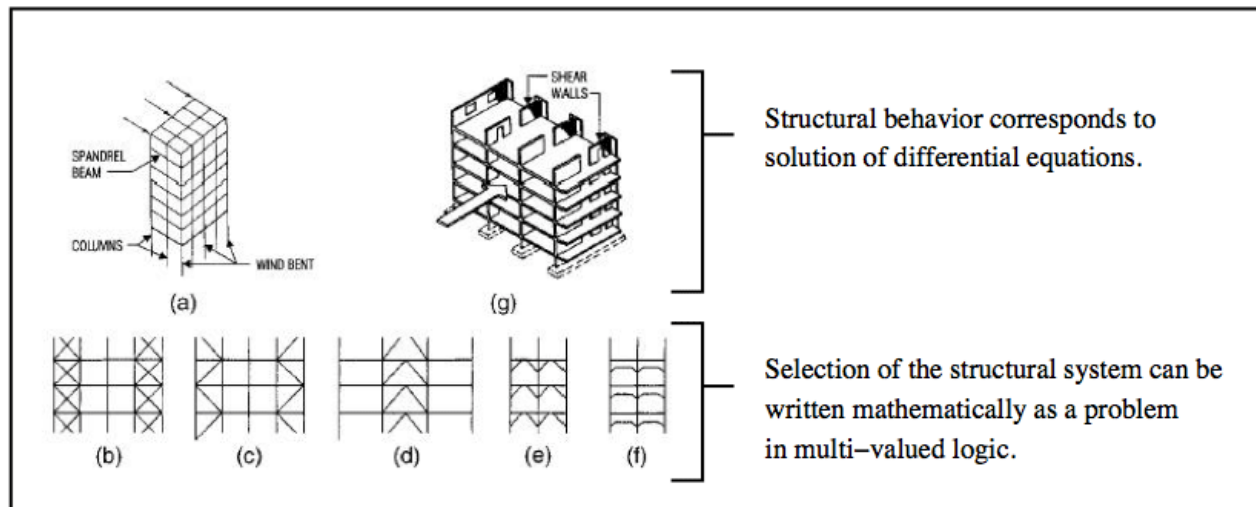 SPANDREL
BEAM
COLUMNS
WIND BENT
(a)
SHEAR
WALLS
(g)
Structural behavior corresponds to
solution of differential equations.
(b)
(c)
(d)
(e)
(f)
Selection of the structural system can be
written mathematically as a problem
in multi−valued logic.